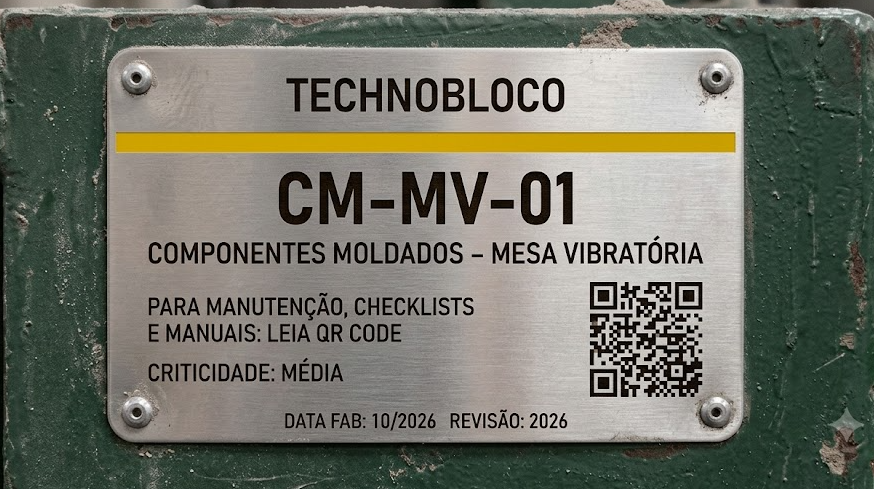 TECHNOBLOCO
CM-MV-01
COMPONENTES MOLDADOS – MESA VIBRATÓRIA
PARA MANUTENÇÃO, CHECKLISTS
E MANUAIS: LEIA QR CODE
CRITICIDADE: MÉDIA
DATA FAB: 10/2026 REVISÃO: 2026